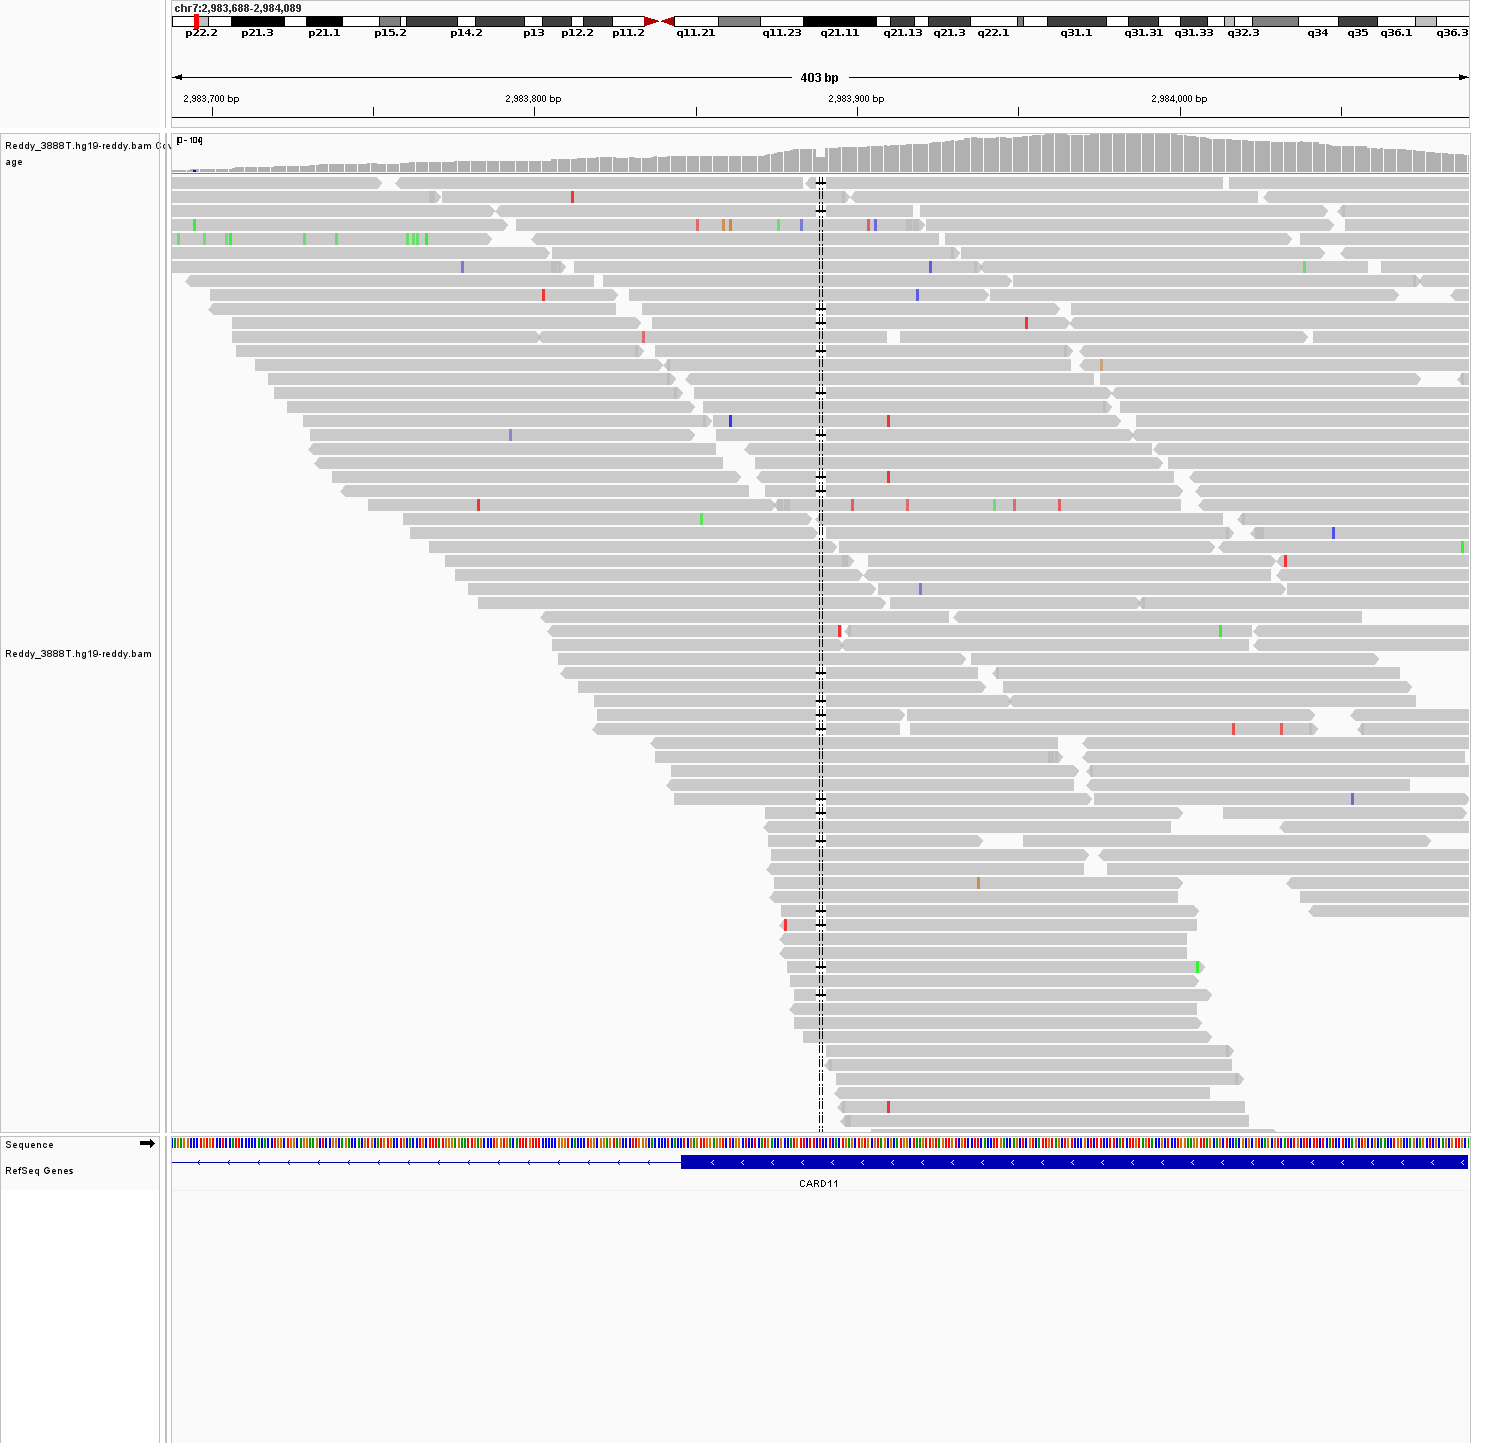 chr7:2,983,688-2,984,089
p22.2 p21.3 p21.1 p15.2 p14.2 p13 p12.2 p11.2 q11.21 q11.23 q21.11 q21.13 q21.3 q22.1 q31.1 q31.31 q31.33 q32.3 q34 q35 q36.1 q36.3
403 bp
2,983,700 bp 2,983,800 bp 2,983,900 bp 2,984,000 bp
Reddy_3888T.hg19-reddy.bam Cov
age
[0 - 104]
Reddy_3888T.hg19-reddy.bam
Sequence
RefSeq Genes
CARD11